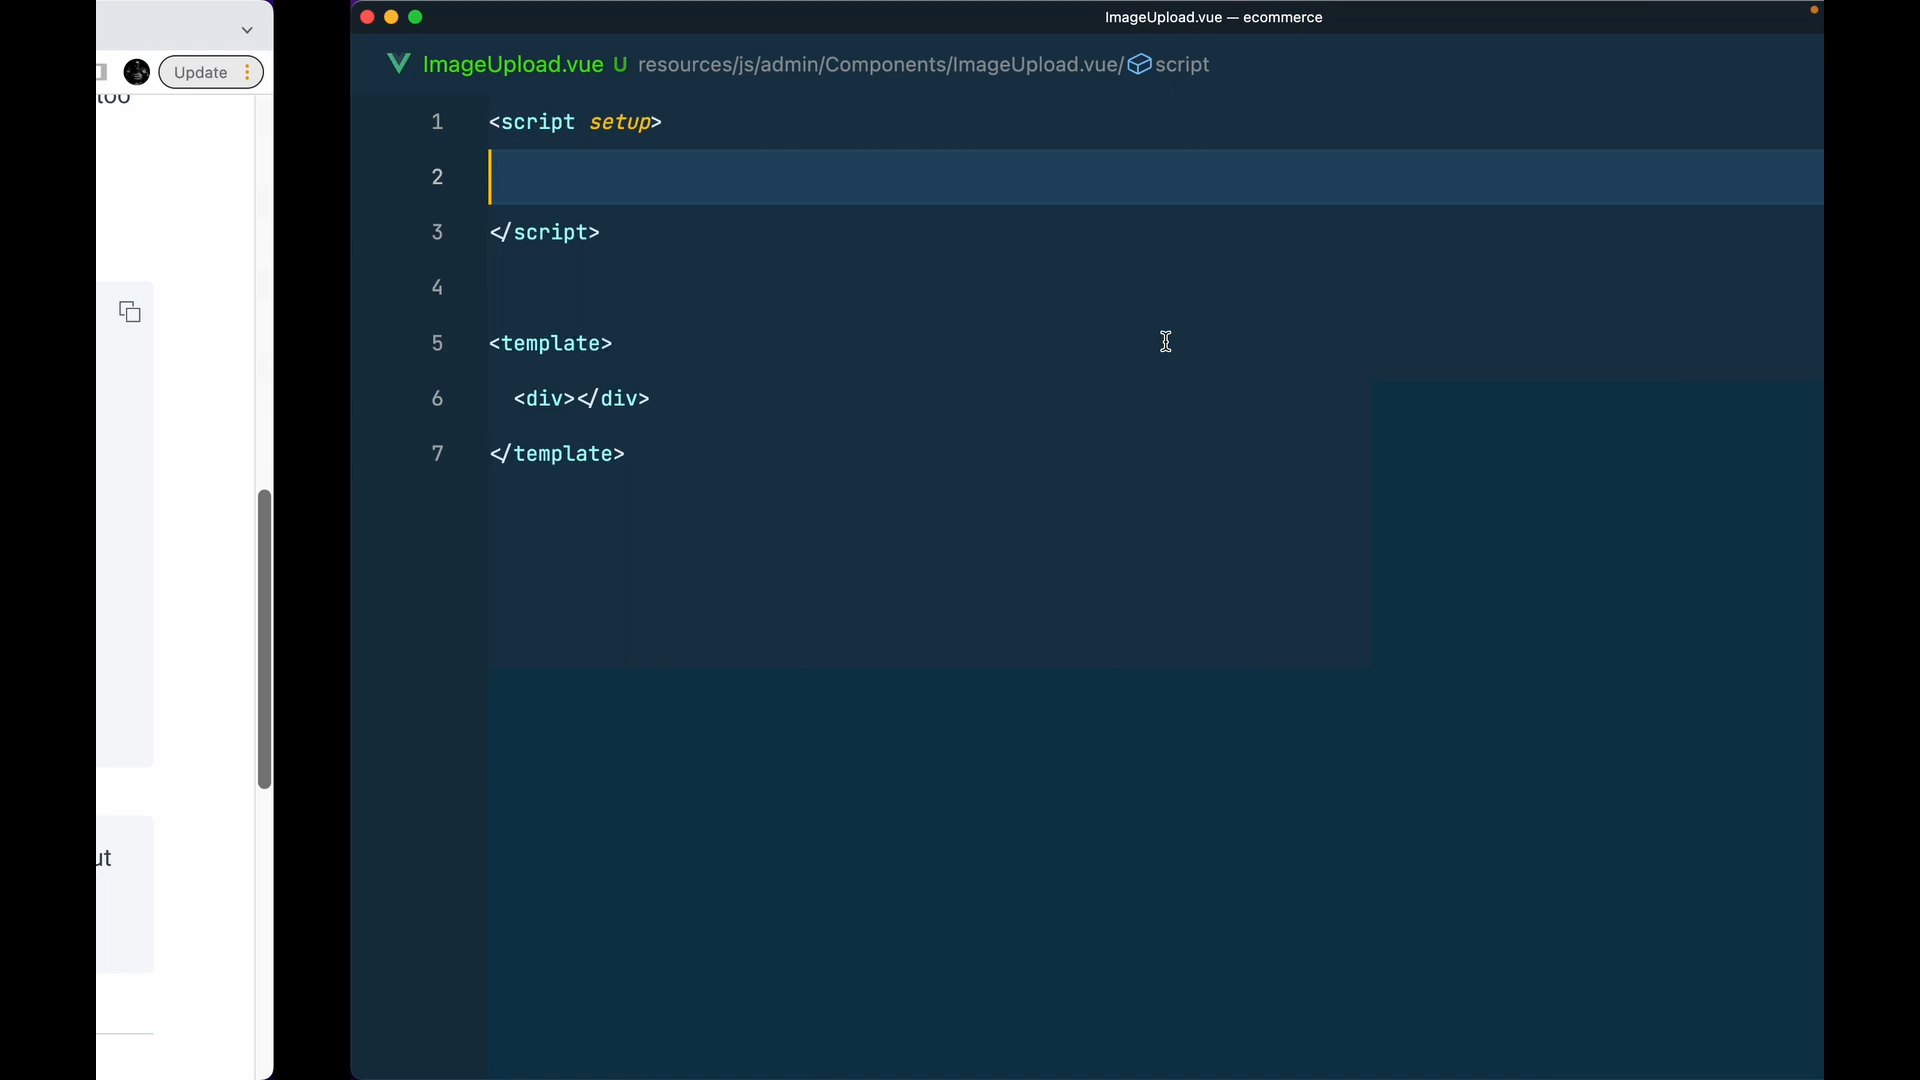 Update
too
ut
ImageUpload.vue — ecommerce
ImageUpload.vue U resources/js/admin/Components/ImageUpload.vue/script
1 <script setup>
2
3 </script>
4
5 <template>
6 <div></div>
7 </template>